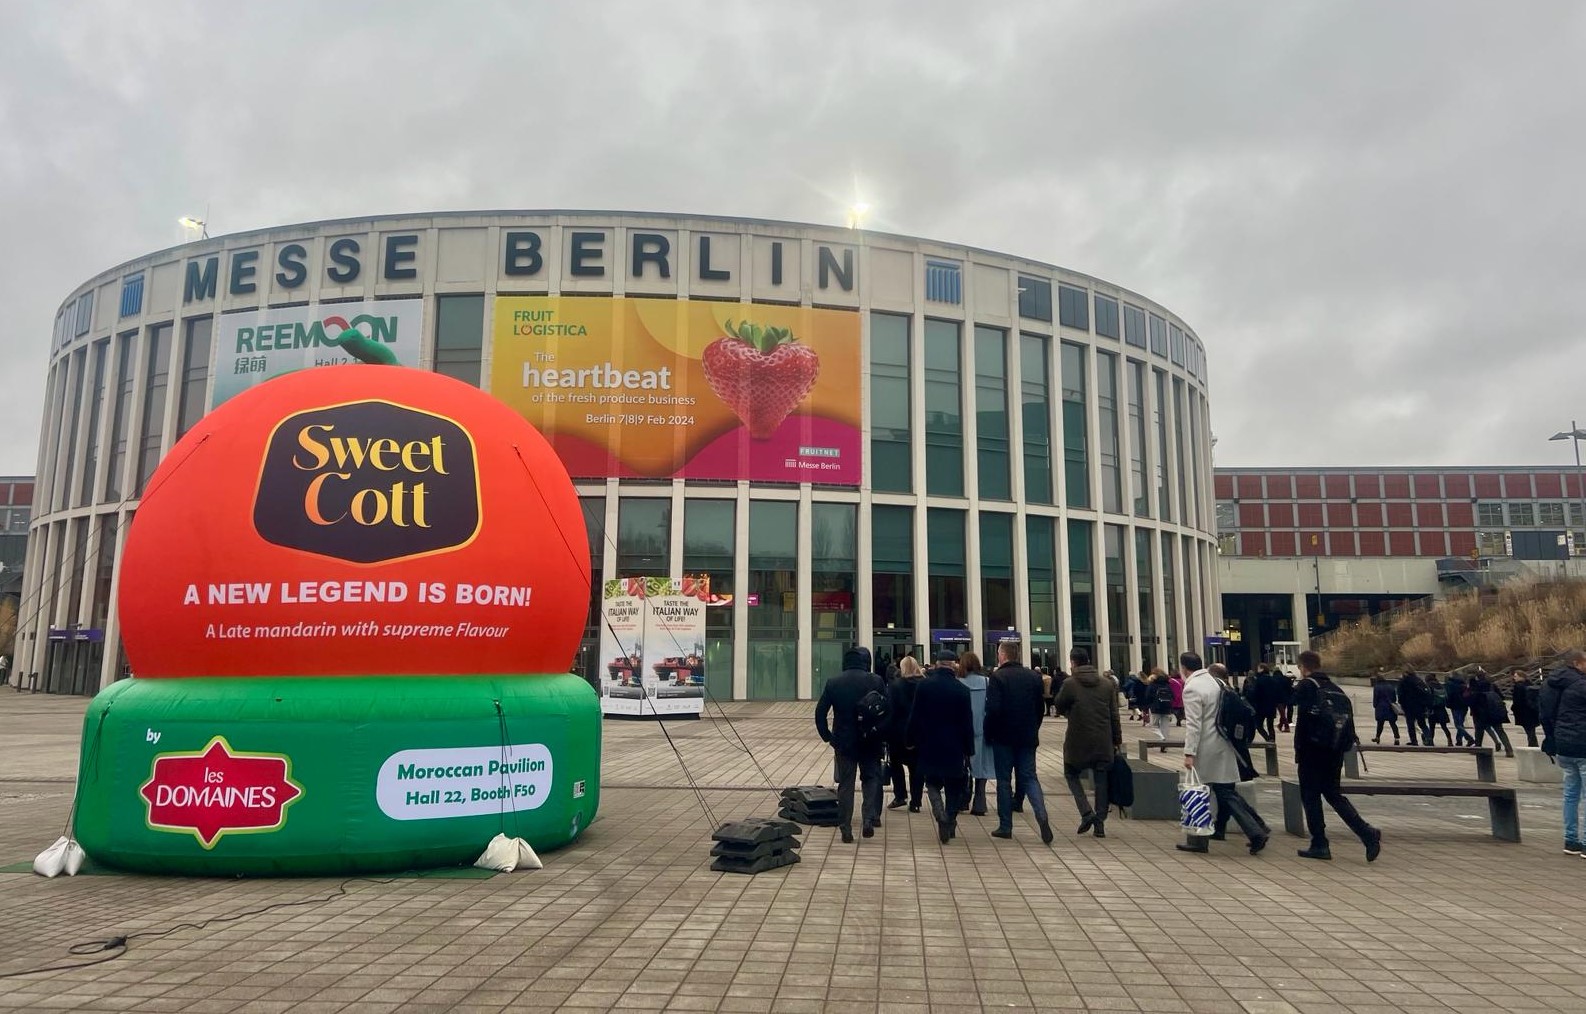 MESSE BERLIN
REEMOON
绿萌
Hall 2.1
FRUIT
LOGISTICA
The
heartbeat
of the fresh produce business
Berlin 7|8|9 Feb 2024
FRUITNET
Messe Berlin
Sweet
Cott
A NEW LEGEND IS BORN!
A Late mandarin with supreme Flavour
by
les
DOMAINES
Moroccan Pavilion
Hall 22, Booth F50
TASTE THE
ITALIAN WAY
OF LIFE!
TASTE THE
ITALIAN WAY
OF LIFE!